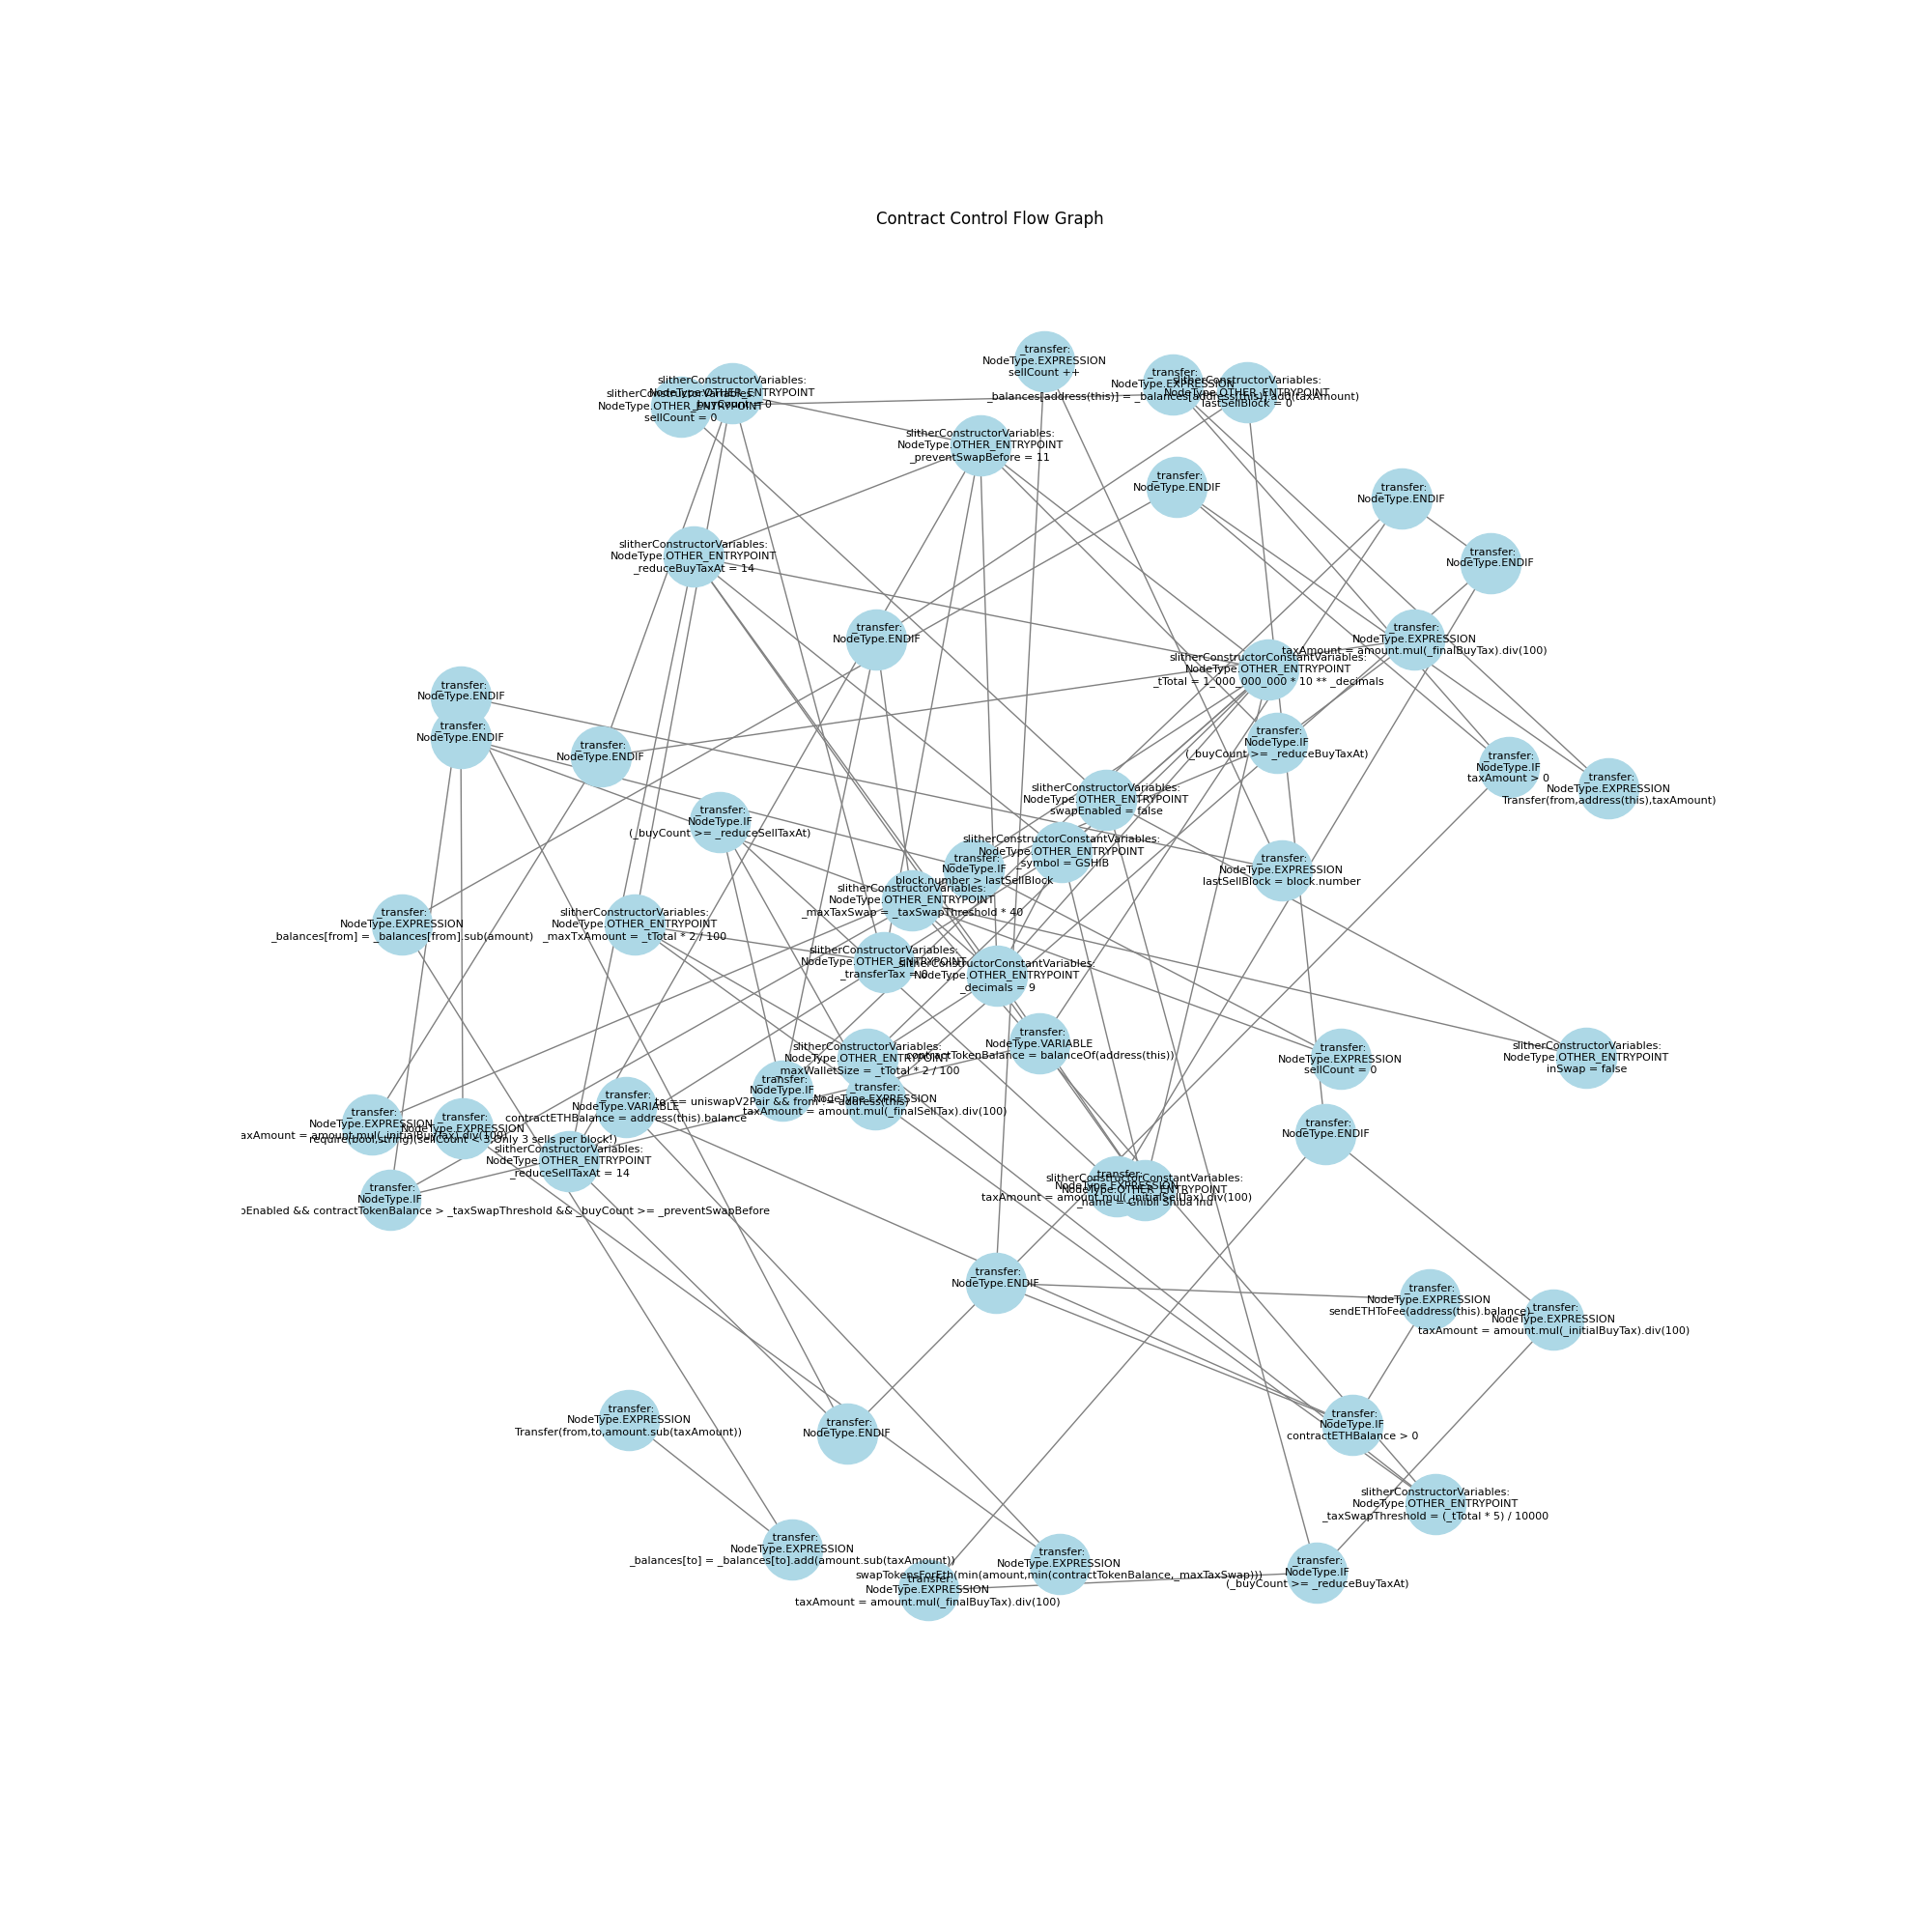 Contract Control Flow Graph
_transfer:
NodeType.EXPRESSION
sellCount ++
slitherConstructorVariables:
NodeType.OTHER_ENTRYPOINT
_buyCount = 0
slitherConstructorVariables:
NodeType.OTHER_ENTRYPOINT
sellCount = 0
_transfer:
NodeType.EXPRESSION
_balances[address(this)] = _balances[address(this)].add(taxAmount)
slitherConstructorVariables:
NodeType.OTHER_ENTRYPOINT
lastSellBlock = 0
slitherConstructorVariables:
NodeType.OTHER_ENTRYPOINT
_preventSwapBefore = 11
_transfer:
NodeType.ENDIF
_transfer:
NodeType.ENDIF
_transfer:
NodeType.ENDIF
slitherConstructorVariables:
NodeType.OTHER_ENTRYPOINT
_reduceBuyTaxAt = 14
_transfer:
NodeType.ENDIF
_transfer:
NodeType.EXPRESSION
taxAmount = amount.mul(_finalBuyTax).div(100)
slitherConstructorConstantVariables:
NodeType.OTHER_ENTRYPOINT
_tTotal = 1_000_000_000 * 10 ** _decimals
_transfer:
NodeType.ENDIF
_transfer:
NodeType.ENDIF
_transfer:
NodeType.ENDIF
_transfer:
NodeType.IF
(_buyCount >= _reduceBuyTaxAt)
_transfer:
NodeType.IF
taxAmount > 0
_transfer:
NodeType.EXPRESSION
Transfer(from,address(this),taxAmount)
slitherConstructorVariables:
NodeType.OTHER_ENTRYPOINT
swapEnabled = false
_transfer:
NodeType.IF
(_buyCount >= _reduceSellTaxAt)
slitherConstructorConstantVariables:
NodeType.OTHER_ENTRYPOINT
_symbol = GSHIB
_transfer:
NodeType.IF
block.number > lastSellBlock
_transfer:
NodeType.EXPRESSION
lastSellBlock = block.number
slitherConstructorVariables:
NodeType.OTHER_ENTRYPOINT
_maxTaxSwap = _taxSwapThreshold * 40
_transfer:
NodeType.EXPRESSION
_balances[from] = _balances[from].sub(amount)
slitherConstructorVariables:
NodeType.OTHER_ENTRYPOINT
_maxTxAmount = _tTotal * 2 / 100
slitherConstructorVariables:
NodeType.OTHER_ENTRYPOINT
_transferTax = 0
slitherConstructorConstantVariables:
NodeType.OTHER_ENTRYPOINT
_decimals = 9
_transfer:
NodeType.VARIABLE
contractTokenBalance = balanceOf(address(this))
slitherConstructorVariables:
NodeType.OTHER_ENTRYPOINT
_maxWalletSize = _tTotal * 2 / 100
_transfer:
NodeType.EXPRESSION
sellCount = 0
slitherConstructorVariables:
NodeType.OTHER_ENTRYPOINT
inSwap = false
_transfer:
NodeType.IF
to == uniswapV2Pair && from != address(this)
_transfer:
NodeType.EXPRESSION
taxAmount = amount.mul(_finalSellTax).div(100)
_transfer:
NodeType.VARIABLE
contractETHBalance = address(this).balance
_transfer:
NodeType.EXPRESSION
axAmount = amount.mul(_initialBuyTax).div(100)
_transfer:
NodeType.EXPRESSION
require(bool,string)(sellCount < 3,Only 3 sells per block!)
_transfer:
NodeType.ENDIF
slitherConstructorVariables:
NodeType.OTHER_ENTRYPOINT
_reduceSellTaxAt = 14
_transfer:
NodeType.EXPRESSION
taxAmount = amount.mul(_initialSellTax).div(100)
slitherConstructorConstantVariables:
NodeType.OTHER_ENTRYPOINT
_name = Ghibli Shiba Inu
_transfer:
NodeType.IF
oEnabled && contractTokenBalance > _taxSwapThreshold && _buyCount >= _preventSwapBefore
_transfer:
NodeType.ENDIF
_transfer:
NodeType.EXPRESSION
sendETHToFee(address(this).balance)
_transfer:
NodeType.EXPRESSION
taxAmount = amount.mul(_initialBuyTax).div(100)
_transfer:
NodeType.EXPRESSION
Transfer(from,to,amount.sub(taxAmount))
_transfer:
NodeType.ENDIF
_transfer:
NodeType.IF
contractETHBalance > 0
slitherConstructorVariables:
NodeType.OTHER_ENTRYPOINT
_taxSwapThreshold = (_tTotal * 5) / 10000
_transfer:
NodeType.EXPRESSION
_balances[to] = _balances[to].add(amount.sub(taxAmount))
_transfer:
NodeType.EXPRESSION
swapTokensForEth(min(amount,min(contractTokenBalance,_maxTaxSwap)))
_transfer:
NodeType.IF
(_buyCount >= _reduceBuyTaxAt)
_transfer:
NodeType.EXPRESSION
taxAmount = amount.mul(_finalBuyTax).div(100)